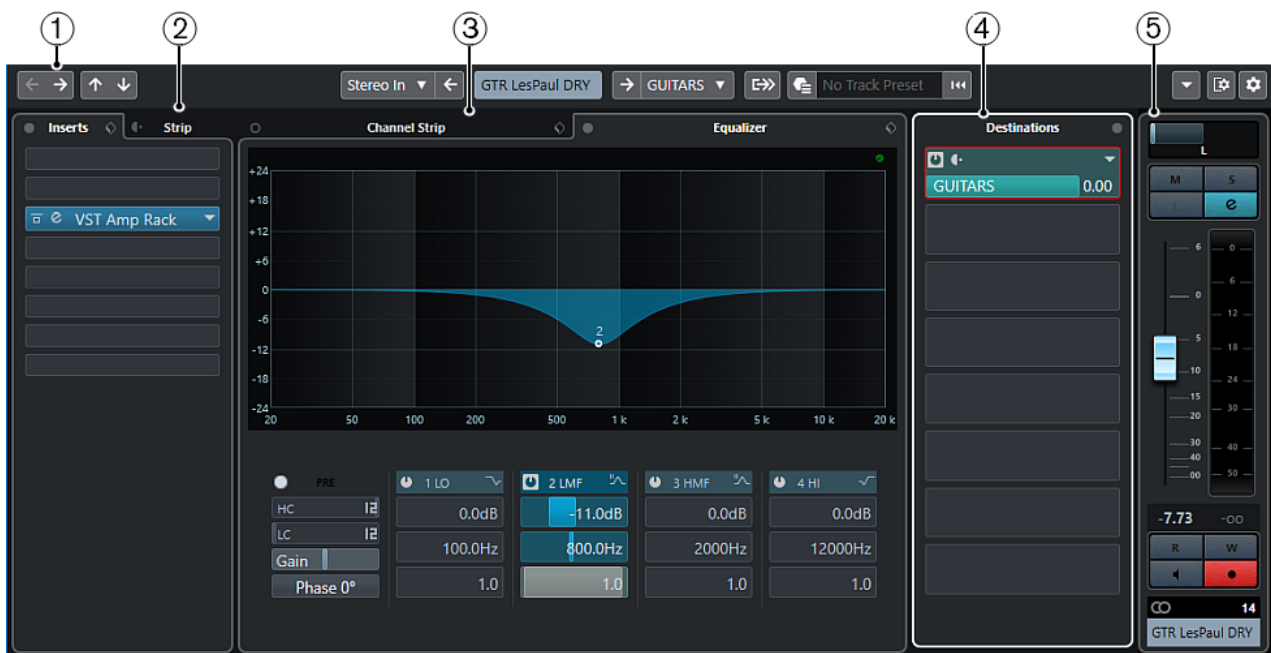 1 2 3 4 5
Stereo In GTR LesPaul DRY GUITARS No Track Preset
Inserts Strip Channel Strip Equalizer Destinations
L
M S
L e
VST Amp Rack
GUITARS 0.00
+24
+18
+12
+6
0
-6
-12
-18
-24
2
20 50 100 200 500 1 k 2 k 5 k 10 k 20 k
PRE
HC 12
LC 12
Gain
Phase 0°
1 LO
0.0dB
100.0Hz
1.0
2 LMF
-11.0dB
800.0Hz
1.0
3 HMF
0.0dB
2000Hz
1.0
4 HI
0.0dB
12000Hz
1.0
6
0
5
10
15
20
30
40
00
0
6
12
18
24
30
40
50
-7.73 -oo
R W
14
GTR LesPaul DRY